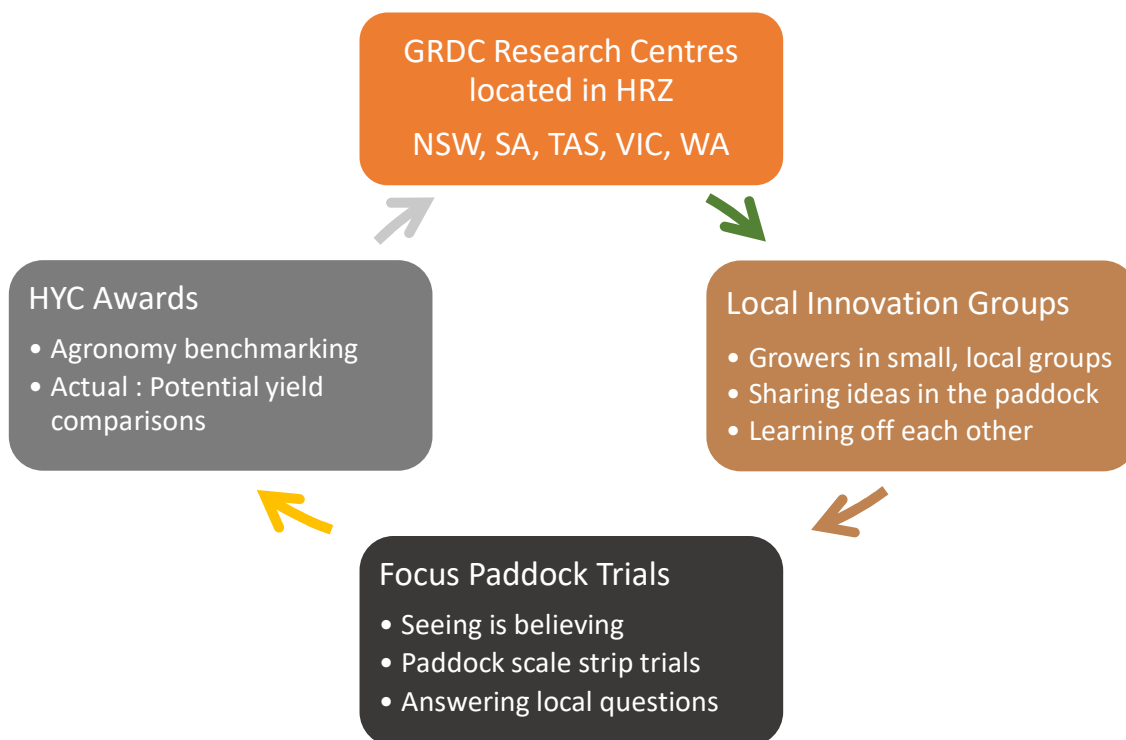 GRDC Research Centres
located in HRZ
NSW, SA, TAS, VIC, WA
HYC Awards
• Agronomy benchmarking
• Actual : Potential yield
comparisons
Local Innovation Groups
• Growers in small, local groups
• Sharing ideas in the paddock
• Learning off each other
Focus Paddock Trials
• Seeing is believing
• Paddock scale strip trials
• Answering local questions